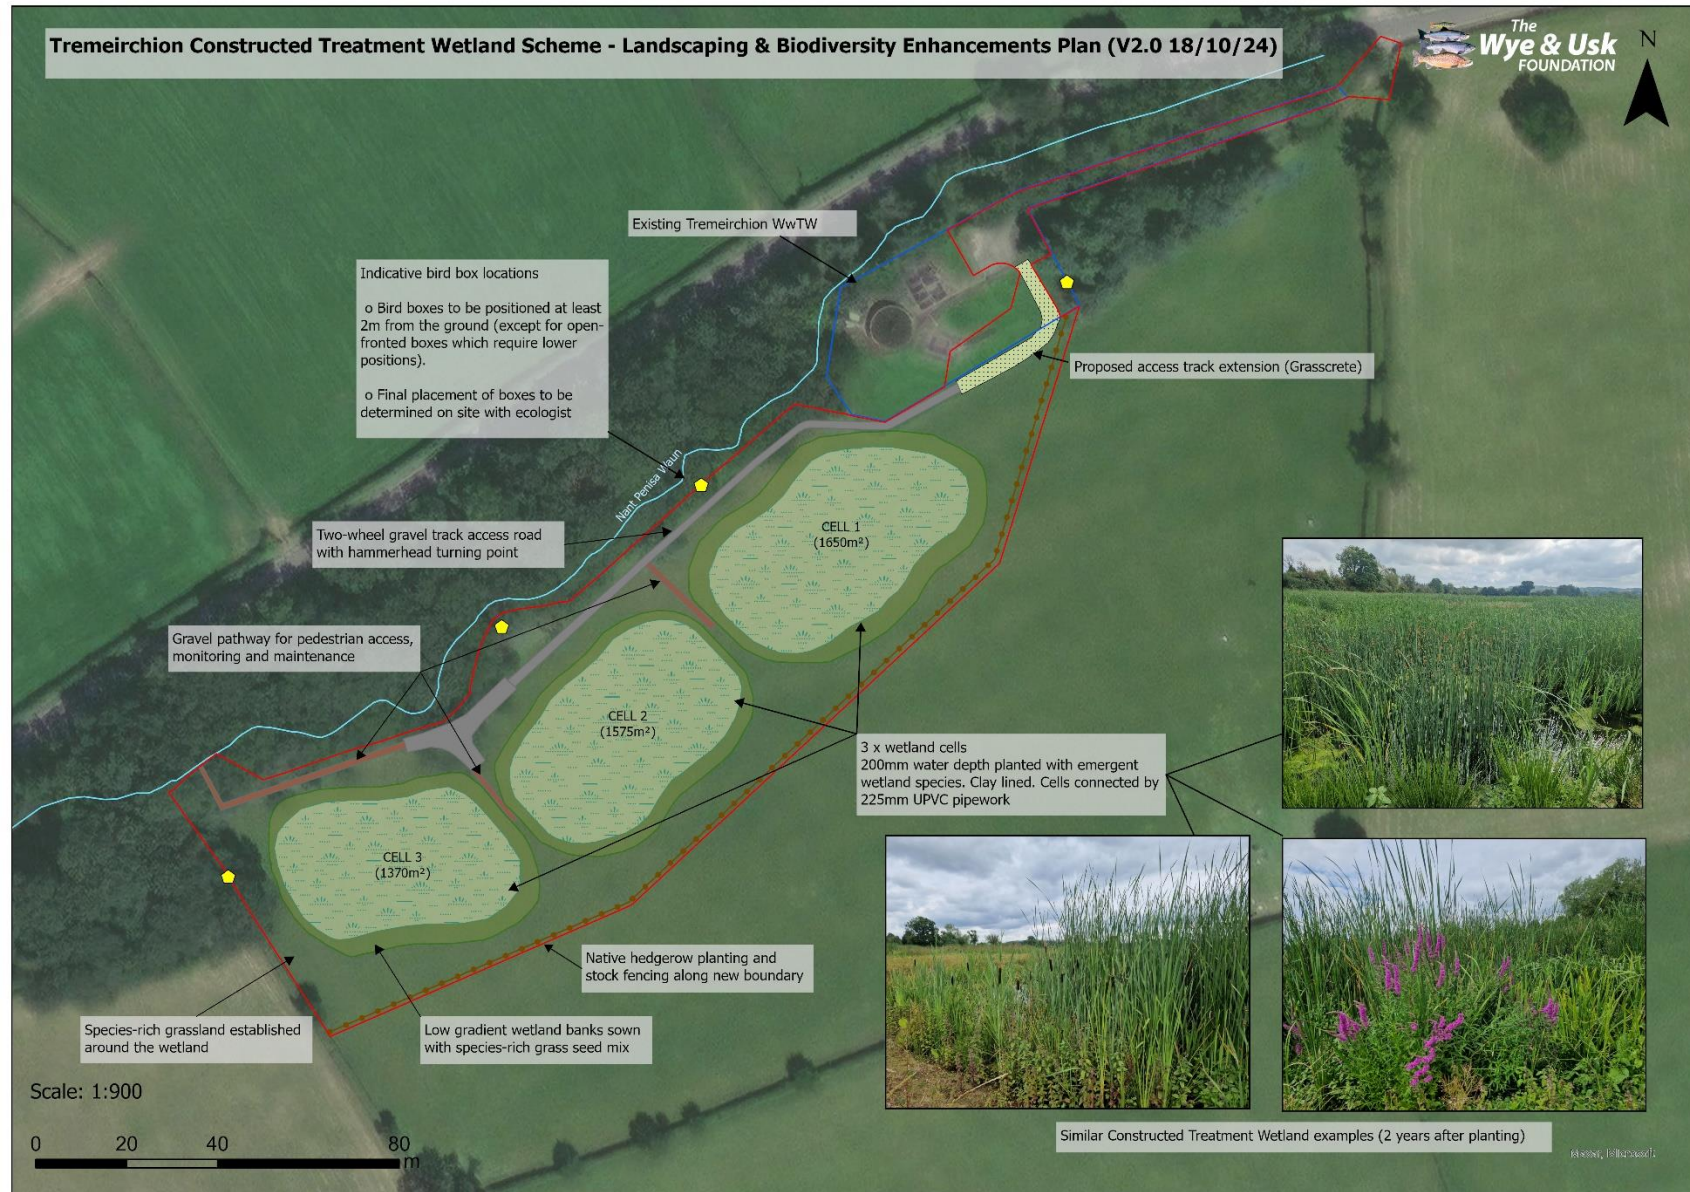 Tremeirchion Constructed Treatment Wetland Scheme - Landscaping & Biodiversity Enhancements Plan (V2.0 18/10/24)
The
Wye & Usk
FOUNDATION
N
Existing Tremeirchion WwTW
Indicative bird box locations
o Bird boxes to be positioned at least
2m from the ground (except for open-
fronted boxes which require lower
positions).
o Final placement of boxes to be
determined on site with ecologist
Proposed access track extension (Grasscrete)
Nant Penisa Waun
Two-wheel gravel track access road
with hammerhead turning point
CELL 1
(1650m²)
Gravel pathway for pedestrian access,
monitoring and maintenance
CELL 2
(1575m²)
3 x wetland cells
200mm water depth planted with emergent
wetland species. Clay lined. Cells connected by
225mm UPVC pipework
CELL 3
(1370m²)
Native hedgerow planting and
stock fencing along new boundary
Species-rich grassland established
around the wetland
Low gradient wetland banks sown
with species-rich grass seed mix
Scale: 1:900
0 20 40 80
m
Similar Constructed Treatment Wetland examples (2 years after planting)
Maxar, Microsoft